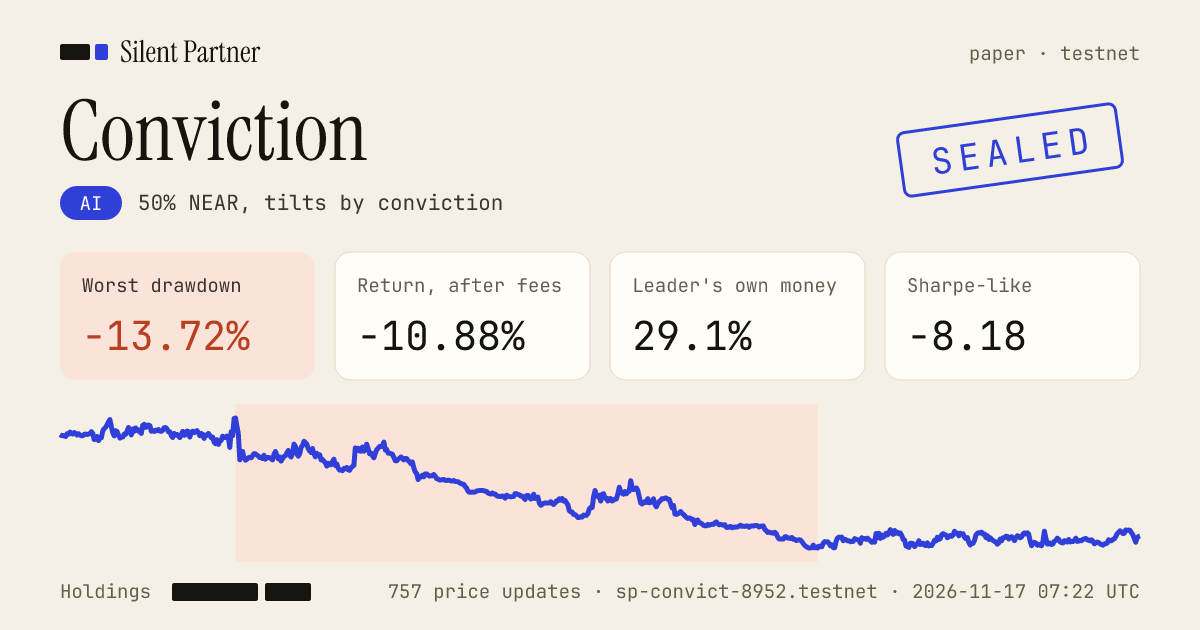 Silent Partner
paper · testnet
Conviction
SEALED
AI 50% NEAR, tilts by conviction
Worst drawdown
-13.72%
Return, after fees
-10.88%
Leader's own money
29.1%
Sharpe-like
-8.18
Holdings
757 price updates · sp-convict-8952.testnet · 2026-11-17 07:22 UTC